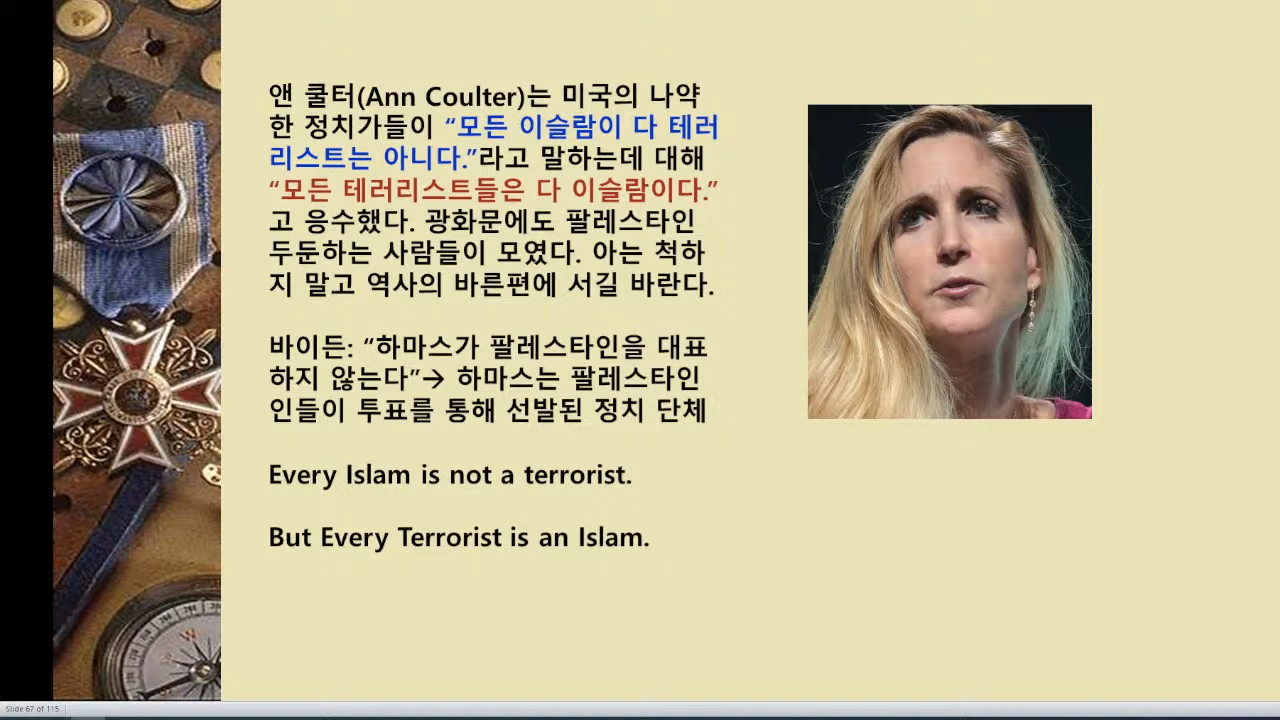 앤 쿨터(Ann Coulter)는 미국의 나약
한 정치가들이 “모든 이슬람이 다 테러
리스트는 아니다.”라고 말하는데 대해
“모든 테러리스트들은 다 이슬람이다.”
고 응수했다. 광화문에도 팔레스타인
두둔하는 사람들이 모였다. 아는 척하
지 말고 역사의 바른편에 서길 바란다.
바이든: “하마스가 팔레스타인을 대표
하지 않는다”→ 하마스는 팔레스타인
인들이 투표를 통해 선발된 정치 단체
Every Islam is not a terrorist.
But Every Terrorist is an Islam.
Slide 67 of 115